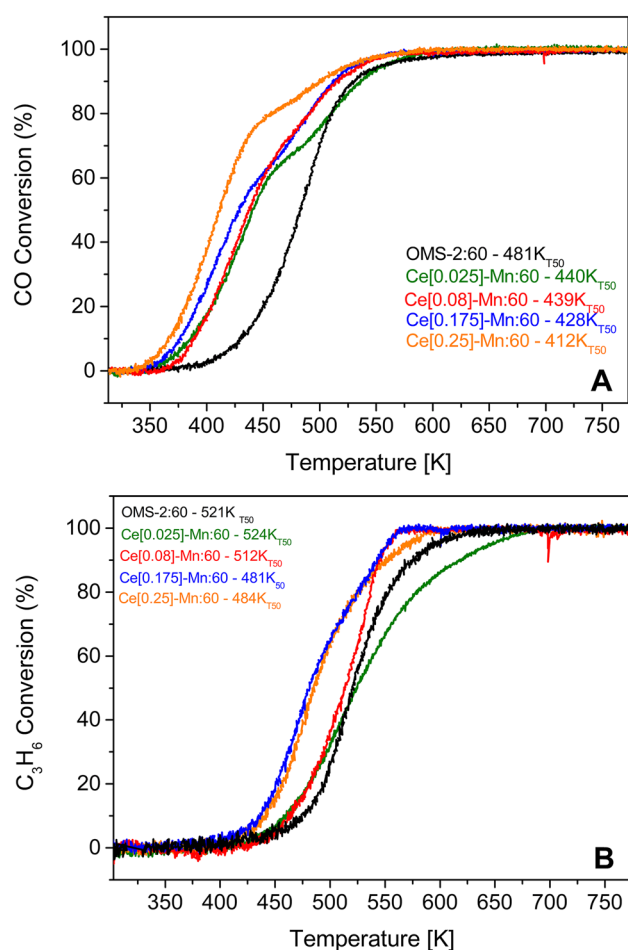 100
80
60
40
20
0
CO Conversion (%)
OMS-2:60 - 481K T50
Ce[0.025]-Mn:60 - 440K T50
Ce[0.08]-Mn:60 - 439K T50
Ce[0.175]-Mn:60 - 428K T50
Ce[0.25]-Mn:60 - 412K T50
A
350 400 450 500 550 600 650 700 750
Temperature [K]
OMS-2:60 - 521K T50
Ce[0.025]-Mn:60 - 524K T50
Ce[0.08]-Mn:60 - 512K T50
Ce[0.175]-Mn:60 - 481K 50
Ce[0.25]-Mn:60 - 484K T50
100
80
60
40
20
0
C3H6 Conversion (%)
B
350 400 450 500 550 600 650 700 750
Temperature [K]